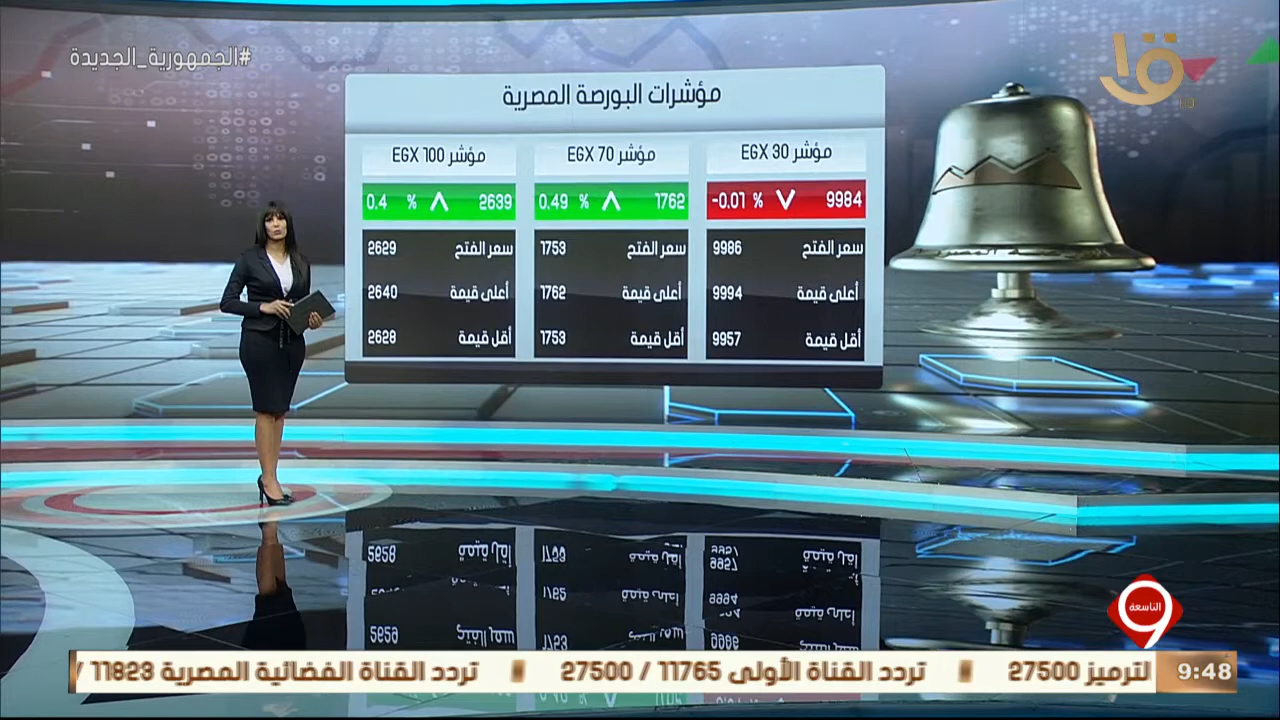 #الجمهورية_الجديدة
HD
مؤشرات البورصة المصرية
مؤشر EGX 30
9984 -0.01 %
سعر الفتح 9986
أعلى قيمة 9994
أقل قيمة 9957
مؤشر EGX 70
1762 0.49 %
سعر الفتح 1753
أعلى قيمة 1762
أقل قيمة 1753
مؤشر EGX 100
2639 0.4 %
سعر الفتح 2629
أعلى قيمة 2640
أقل قيمة 2628
التاسعة
9
9:48
الترميز 27500 تردد القناة الأولى 11765 / 27500 تردد القناة الفضائية المصرية 11823 /